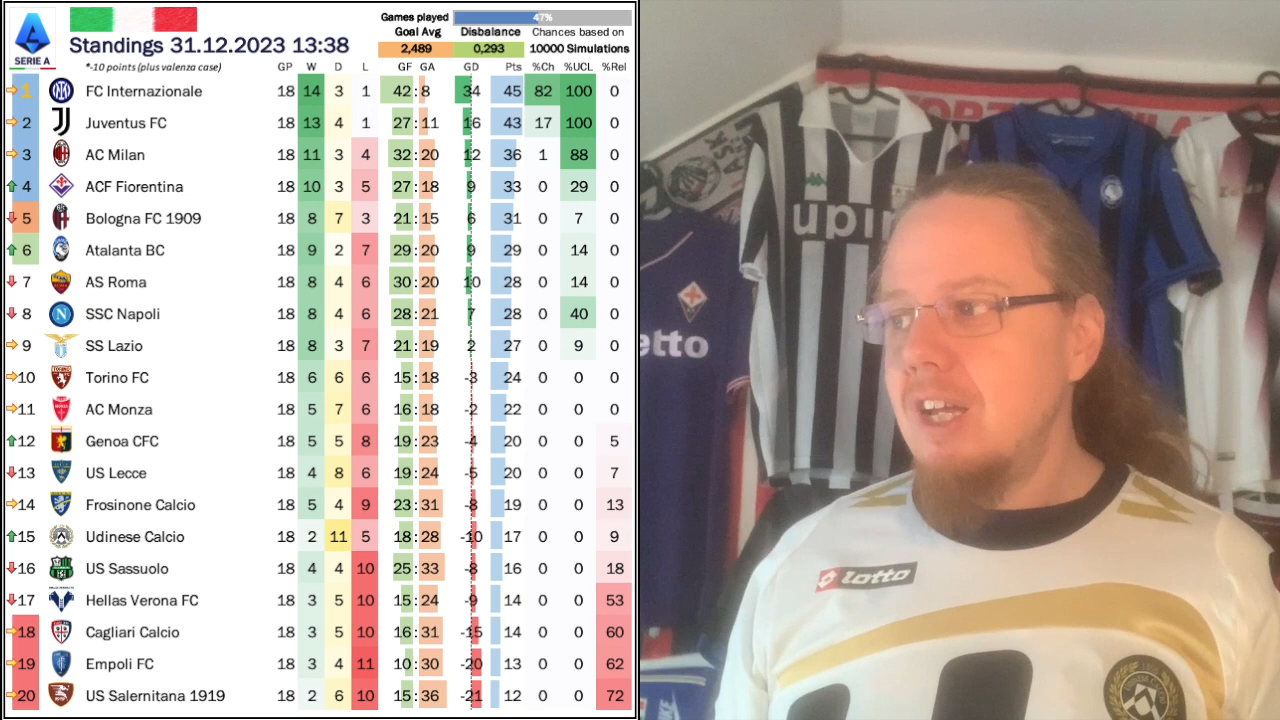 SERIE A
Standings 31.12.2023 13:38
*-10 points (plus valenza case)
Games played 47%
Goal Avg Disbalance Chances based on
2,489 0,293 10000 Simulations
GP W D L GF GA GD Pts %Ch %UCL %Rel
1 FC Internazionale 18 14 3 1 42:8 34 45 82 100 0
2 Juventus FC 18 13 4 1 27:11 16 43 17 100 0
3 AC Milan 18 11 3 4 32:20 12 36 1 88 0
4 ACF Fiorentina 18 10 3 5 27:18 9 33 0 29 0
5 Bologna FC 1909 18 8 7 3 21:15 6 31 0 7 0
6 Atalanta BC 18 9 2 7 29:20 9 29 0 14 0
7 AS Roma 18 8 4 6 30:20 10 28 0 14 0
8 SSC Napoli 18 8 4 6 28:21 7 28 0 40 0
9 SS Lazio 18 8 3 7 21:19 2 27 0 9 0
10 Torino FC 18 6 6 6 15:18 -3 24 0 0 0
11 AC Monza 18 5 7 6 16:18 -2 22 0 0 0
12 Genoa CFC 18 5 5 8 19:23 -4 20 0 0 5
13 US Lecce 18 4 8 6 19:24 -5 20 0 0 7
14 Frosinone Calcio 18 5 4 9 23:31 -8 19 0 0 13
15 Udinese Calcio 18 2 11 5 18:28 -10 17 0 0 9
16 US Sassuolo 18 4 4 10 25:33 -8 16 0 0 18
17 Hellas Verona FC 18 3 5 10 15:24 -9 14 0 0 53
18 Cagliari Calcio 18 3 5 10 16:31 -15 14 0 0 60
19 Empoli FC 18 3 4 11 10:30 -20 13 0 0 62
20 US Salernitana 1919 18 2 6 10 15:36 -21 12 0 0 72
upim
etto
lotto